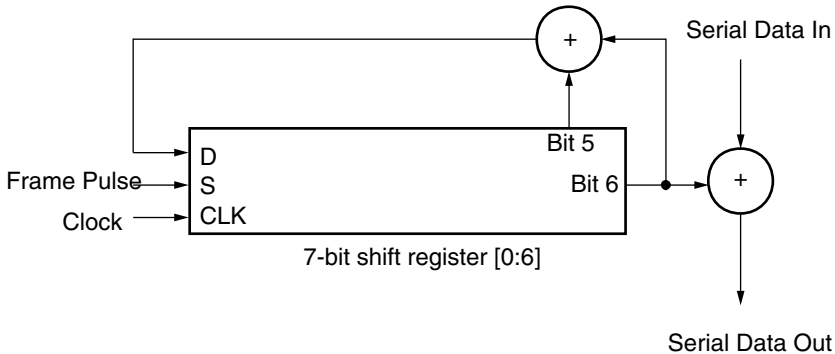 +
Serial Data In
Bit 5
D
Frame Pulse
S
Bit 6
+
Clock
CLK
7-bit shift register [0:6]
Serial Data Out